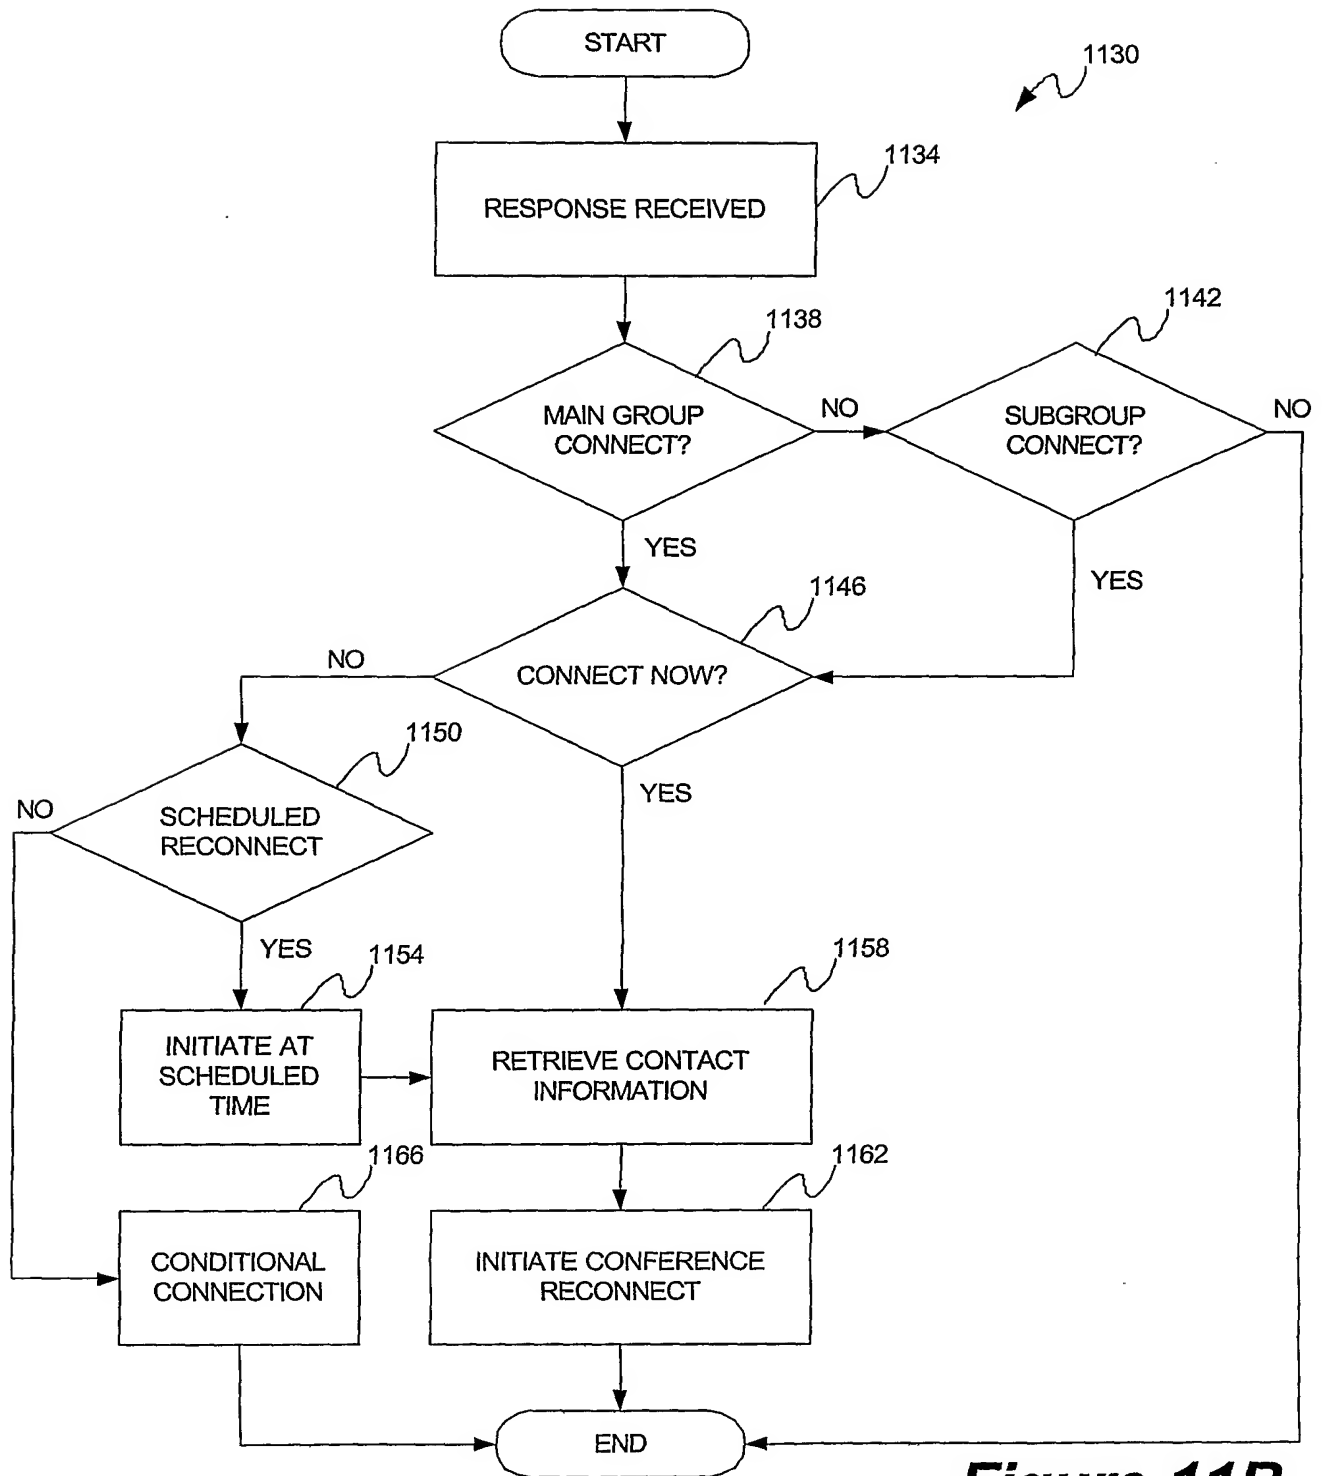 START
1130
1134
RESPONSE RECEIVED
1138
1142
MAIN GROUP
CONNECT?
NO
SUBGROUP
CONNECT?
NO
YES
YES
1146
CONNECT NOW?
NO
1150
YES
NO
SCHEDULED
RECONNECT
YES
1154
1158
INITIATE AT
SCHEDULED
TIME
RETRIEVE CONTACT
INFORMATION
1166
1162
CONDITIONAL
CONNECTION
INITIATE CONFERENCE
RECONNECT
END
Figure 11B